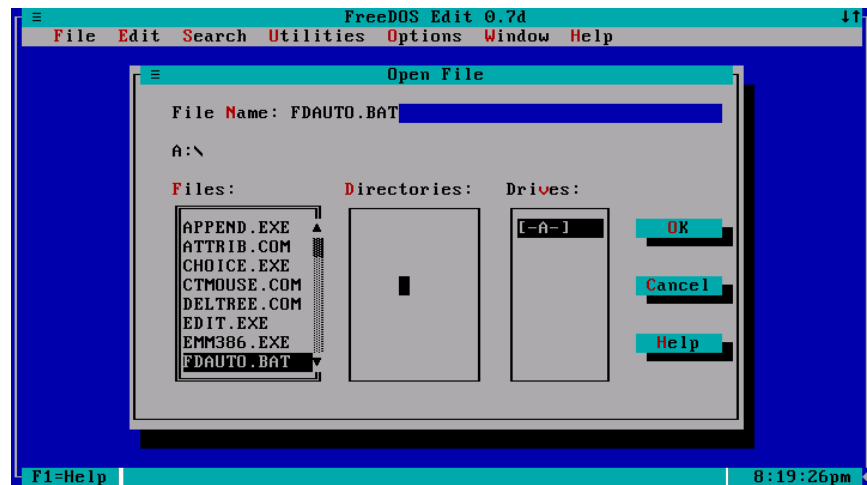 ≡ FreeDOS Edit 0.7d ↓↑
File Edit Search Utilities Options Window Help
≡ Open File
File Name: FDAUTO.BAT
A:\
Files: Directories: Drives:
APPEND.EXE [-A-] OK
ATTRIB.COM
CHOICE.EXE
CTMOUSE.COM Cancel
DELTREE.COM
EDIT.EXE
EMM386.EXE Help
FDAUTO.BAT
F1=Help 8:19:26pm